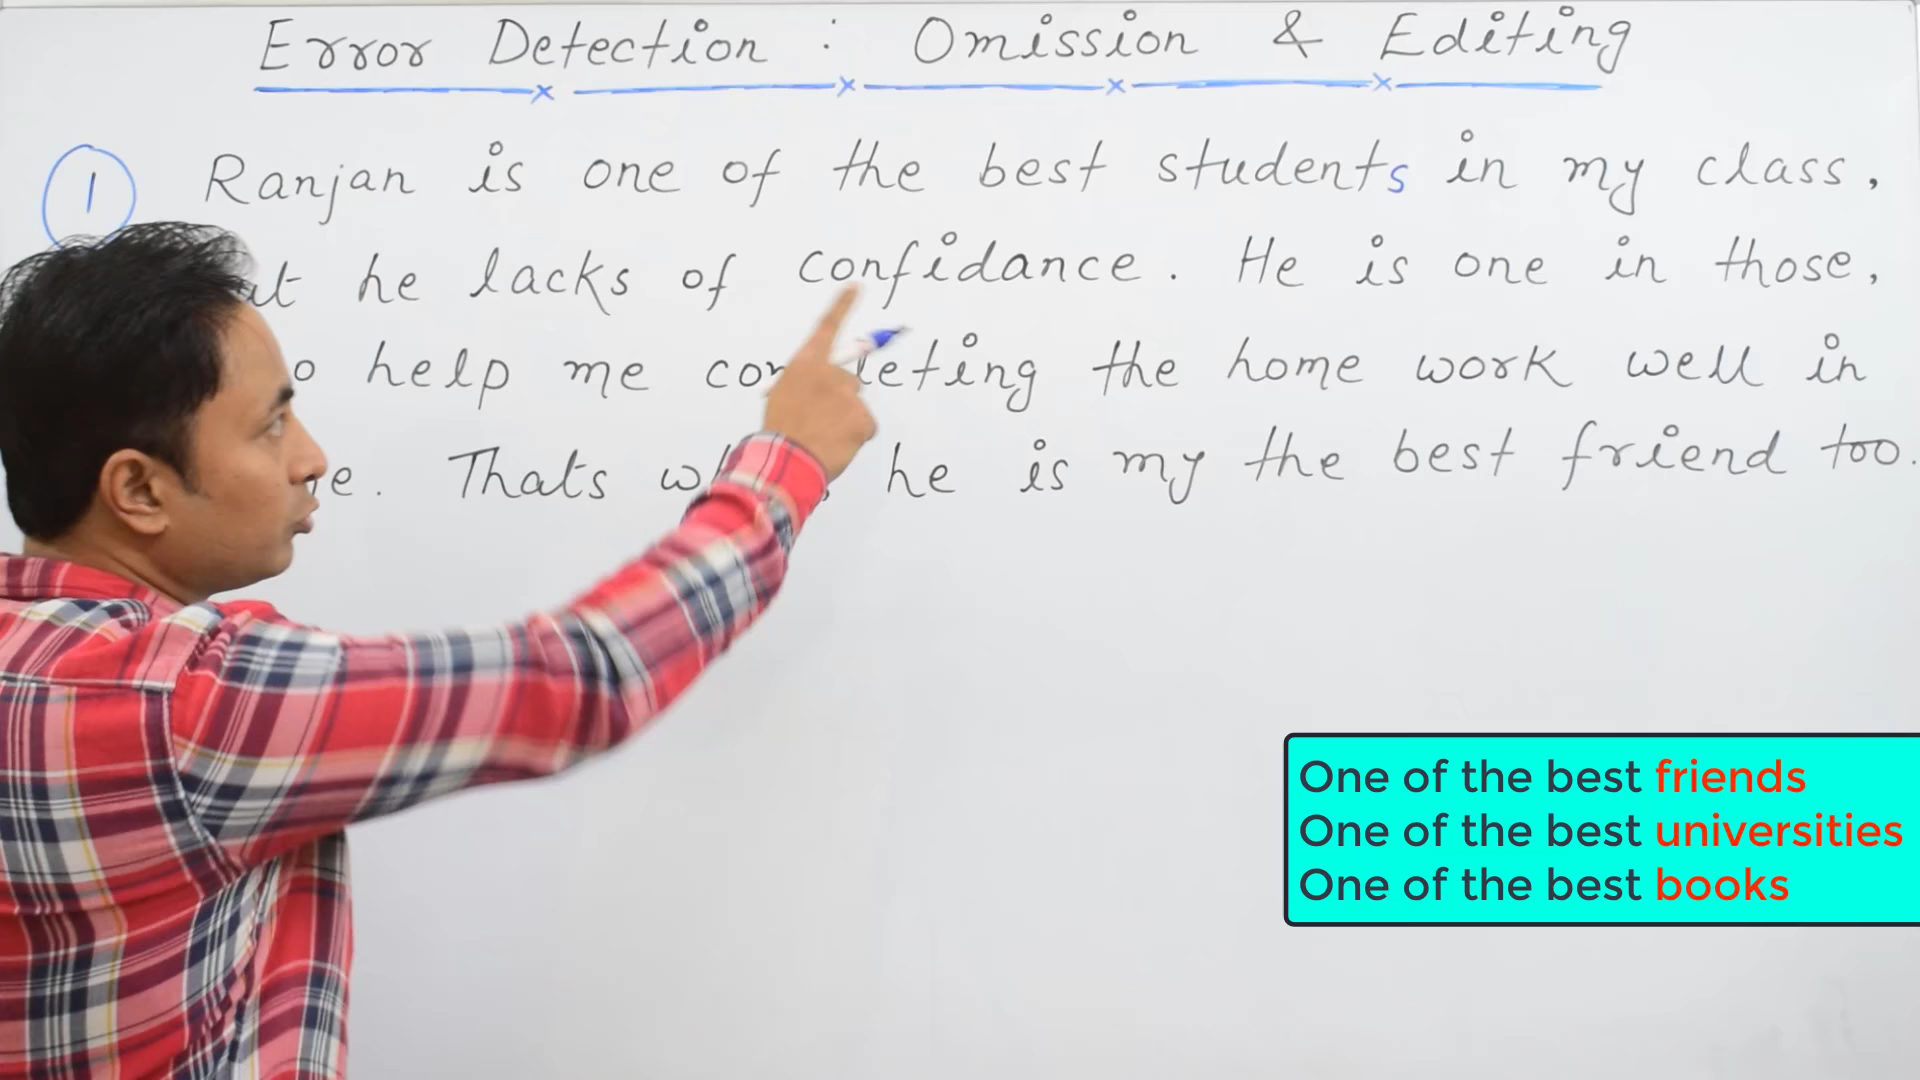 Error Detection : Omission & Editing
1 Ranjan is one of the best students in my class,
he lacks of confidance. He is one in those,
help me the home work well in
Thats he is my the best friend too.
One of the best friends
One of the best universities
One of the best books